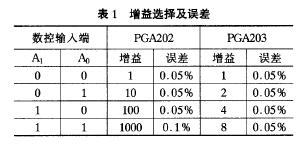 表1 增益选择及误差
数控输入端 PGA202 PGA203
A₁ A₀ 增益 误差 增益 误差
0 0 1 0.05% 1 0.05%
0 1 10 0.05% 2 0.05%
1 0 100 0.05% 4 0.05%
1 1 1000 0.1% 8 0.05%